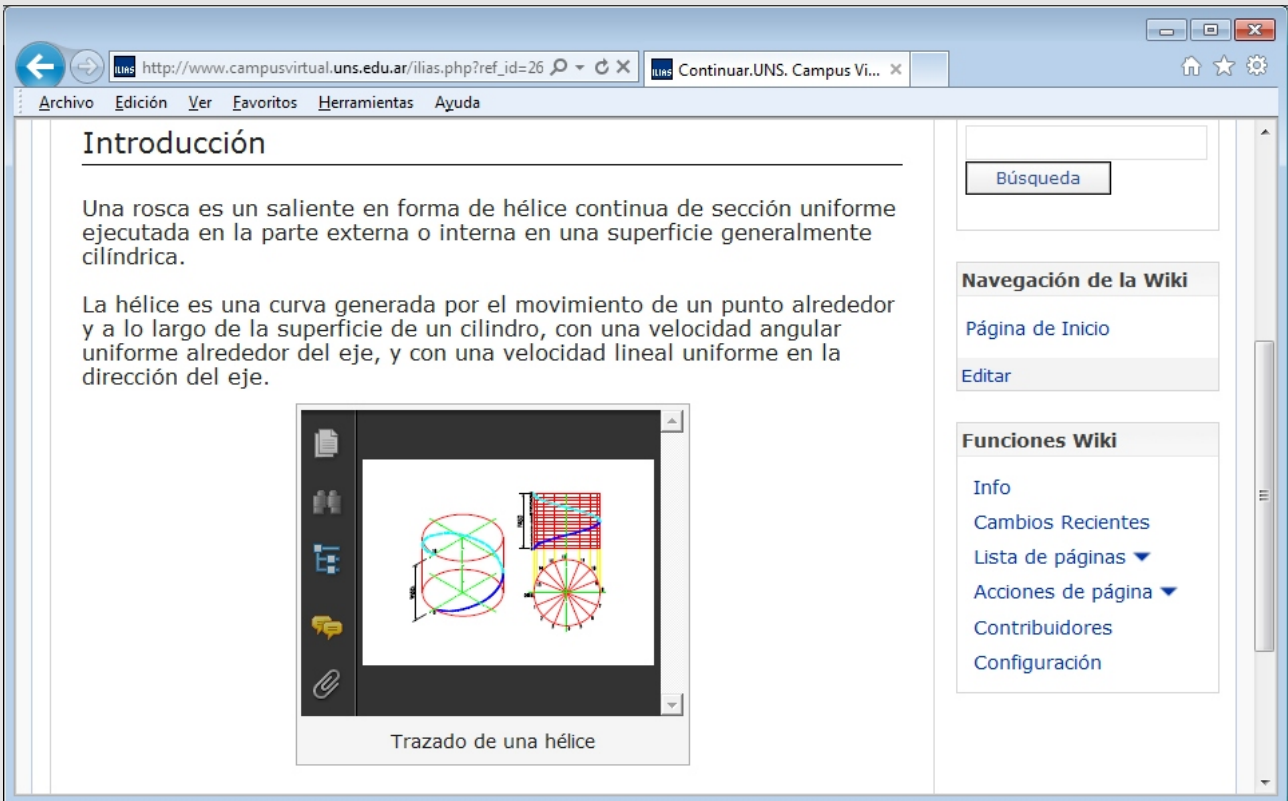 ILIAS http://www.campusvirtual.uns.edu.ar/ilias.php?ref_id=26
ILIAS Continuar.UNS. Campus Vi...
Archivo Edición Ver Favoritos Herramientas Ayuda
Introducción
Una rosca es un saliente en forma de hélice continua de sección uniforme
ejecutada en la parte externa o interna en una superficie generalmente
cilíndrica.
La hélice es una curva generada por el movimiento de un punto alrededor
y a lo largo de la superficie de un cilindro, con una velocidad angular
uniforme alrededor del eje, y con una velocidad lineal uniforme en la
dirección del eje.
Trazado de una hélice
Búsqueda
Navegación de la Wiki
Página de Inicio
Editar
Funciones Wiki
Info
Cambios Recientes
Lista de páginas
Acciones de página
Contribuidores
Configuración